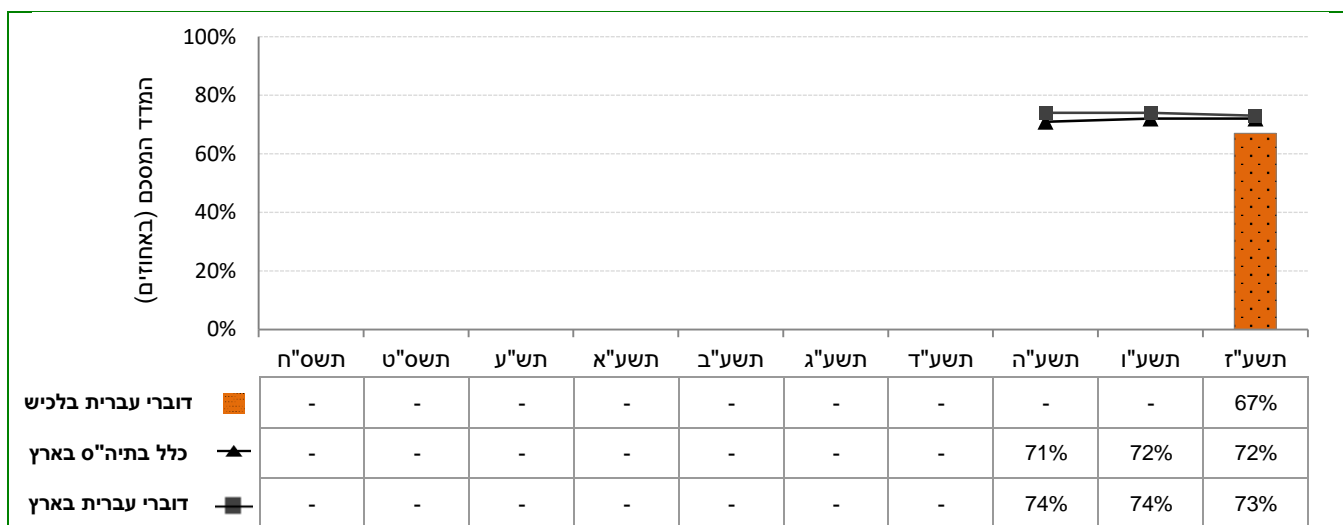 100%
80%
60%
40%
20%
0%
המדד המסכם (באחוזים)
תשס"ח תשס"ט תש"ע תשע"א תשע"ב תשע"ג תשע"ד תשע"ה תשע"ו תשע"ז
דוברי עברית בלכיש - - - - - - - - - 67%
כלל בתיה"ס בארץ - - - - - - - 71% 72% 72%
דוברי עברית בארץ - - - - - - - 74% 74% 73%